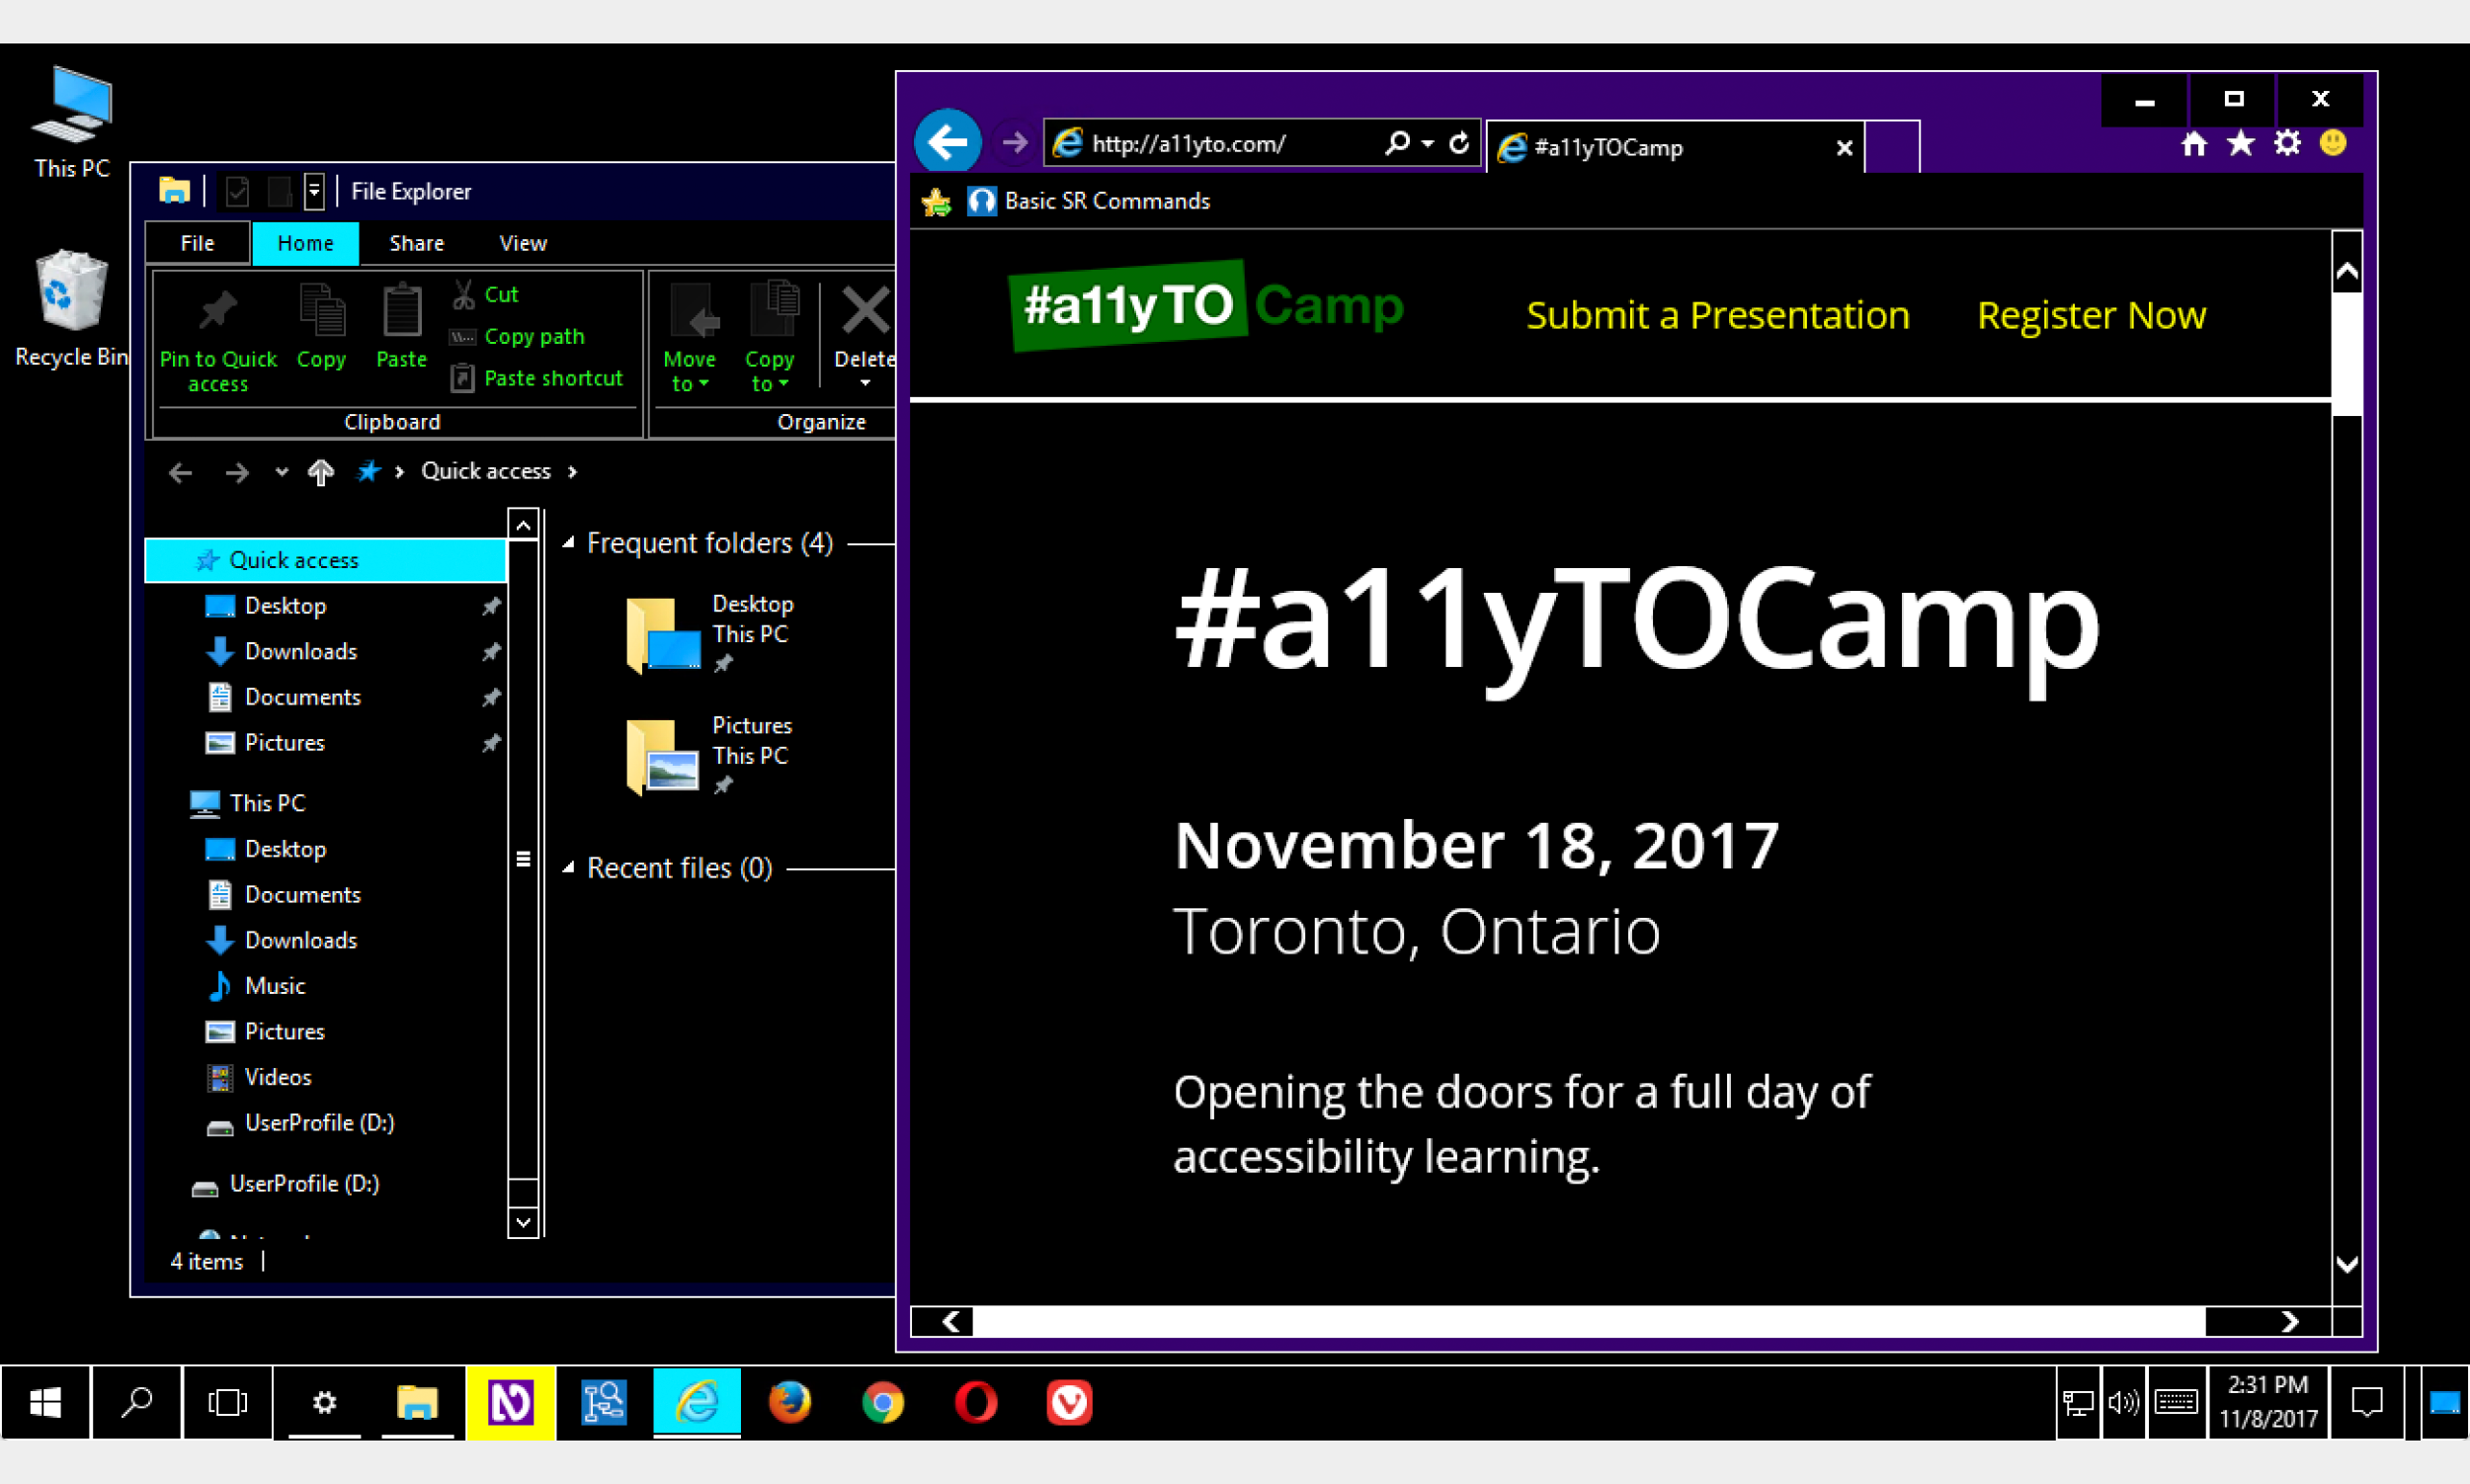 This PC
Recycle Bin
File Explorer
File Home Share View
Pin to Quick access
Copy
Paste
Cut
Copy path
Paste shortcut
Move to
Copy to
Delete
Clipboard
Organize
Quick access
Quick access
Desktop
Downloads
Documents
Pictures
This PC
Desktop
Documents
Downloads
Music
Pictures
Videos
UserProfile (D:)
UserProfile (D:)
4 items
Frequent folders (4)
Desktop
This PC
Pictures
This PC
Recent files (0)
http://a11yto.com/
#a11yTOCamp
Basic SR Commands
#a11yTO Camp
Submit a Presentation
Register Now
#a11yTOCamp
November 18, 2017
Toronto, Ontario
Opening the doors for a full day of
accessibility learning.
2:31 PM
11/8/2017